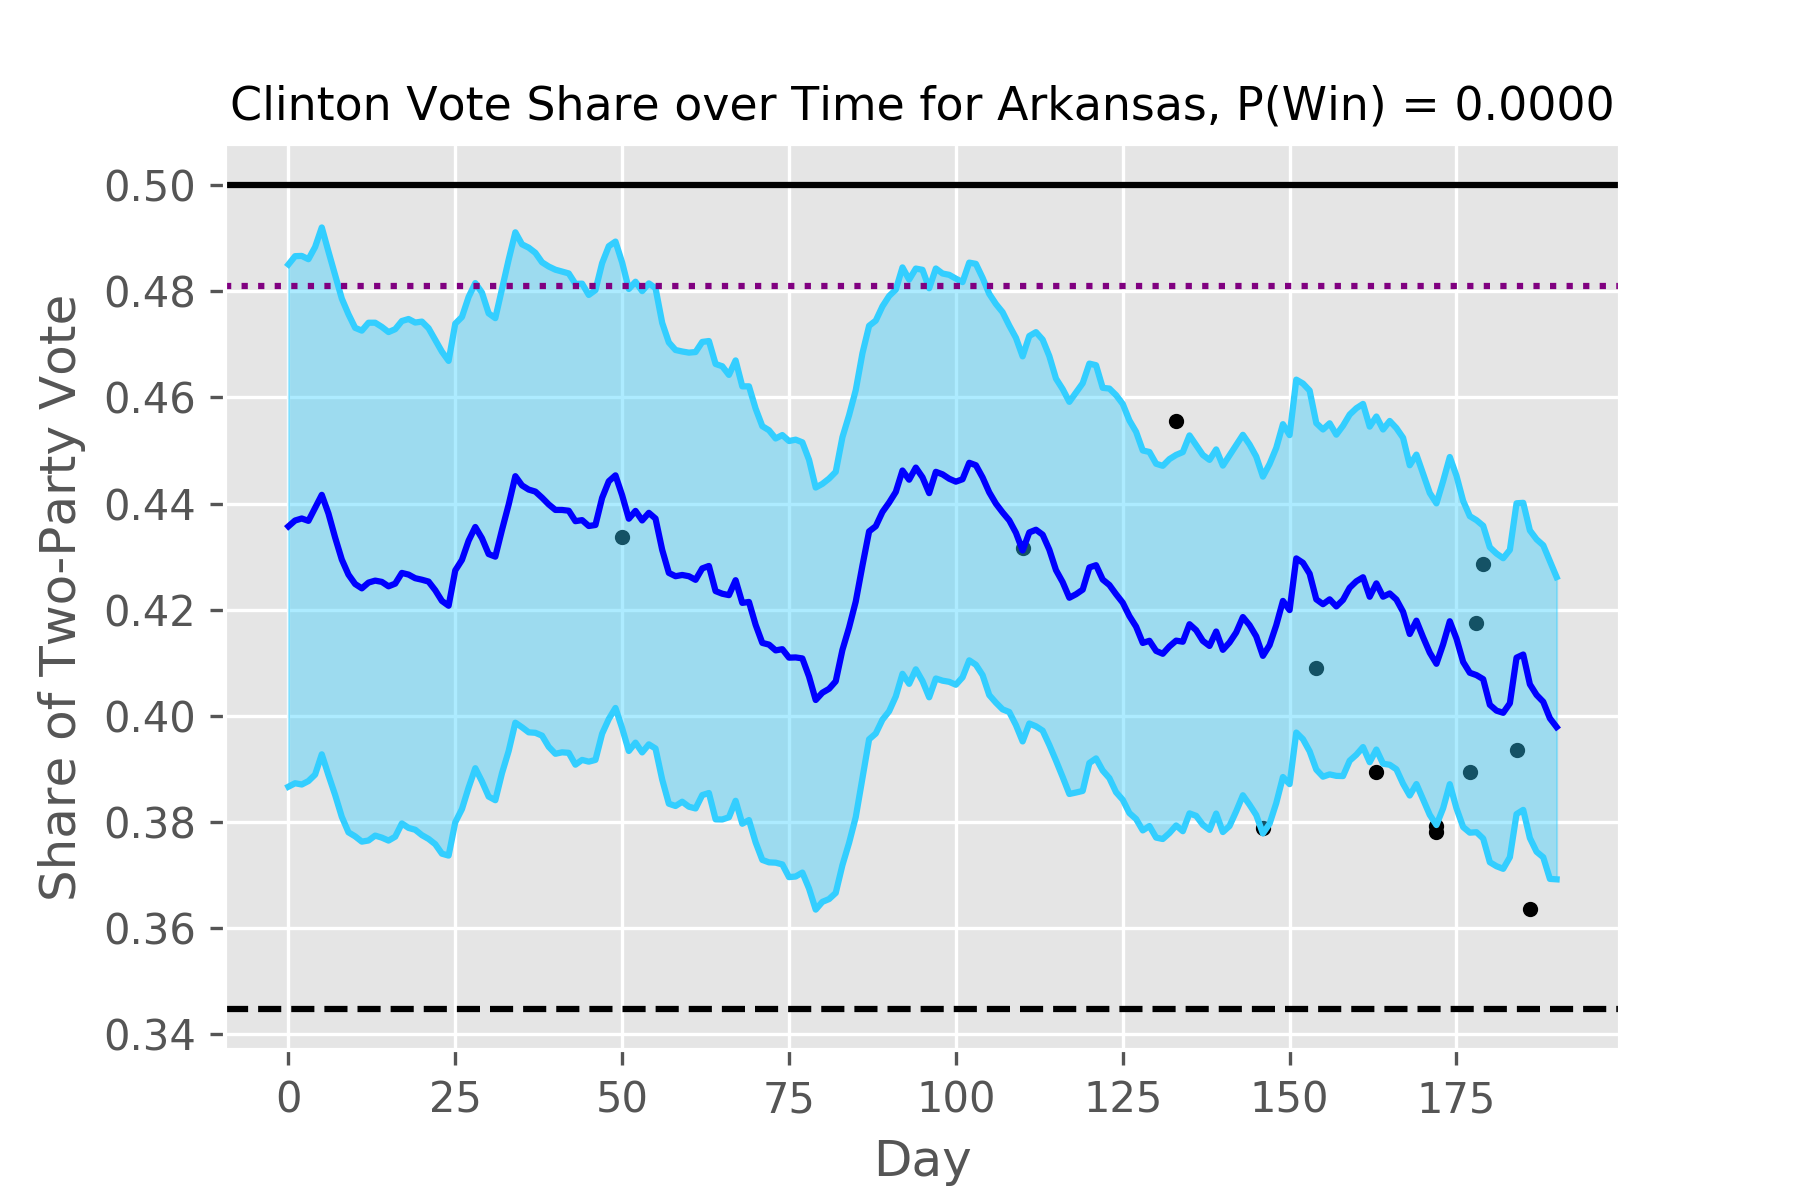 Clinton Vote Share over Time for Arkansas, P(Win) = 0.0000
Share of Two-Party Vote
0.50
0.48
0.46
0.44
0.42
0.40
0.38
0.36
0.34
0 25 50 75 100 125 150 175
Day